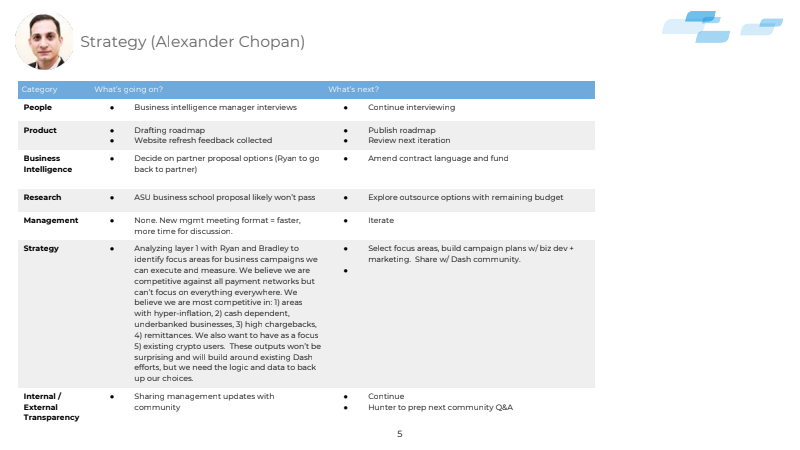 Strategy (Alexander Chopan)
Category What's going on? What's next?
People ● Business intelligence manager interviews ● Continue interviewing
Product ● Drafting roadmap ● Publish roadmap
● Website refresh feedback collected ● Review next iteration
Business ● Decide on partner proposal options (Ryan to go ● Amend contract language and fund
Intelligence back to partner)
Research ● ASU business school proposal likely won't pass ● Explore outsource options with remaining budget
Management ● None. New mgmt meeting format = faster, ● Iterate
more time for discussion.
Strategy ● Analyzing layer 1 with Ryan and Bradley to ● Select focus areas, build campaign plans w/ biz dev +
identify focus areas for business campaigns we marketing. Share w/ Dash community.
can execute and measure. We believe we are ●
competitive against all payment networks but
can't focus on everything everywhere. We
believe we are most competitive in: 1) areas
with hyper-inflation, 2) cash dependent,
underbanked businesses, 3) high chargebacks,
4) remittances. We also want to have as a focus
5) existing crypto users. These outputs won't be
surprising and will build around existing Dash
efforts, but we need the logic and data to back
up our choices.
Internal / ● Sharing management updates with ● Continue
External community ● Hunter to prep next community Q&A
Transparency
5